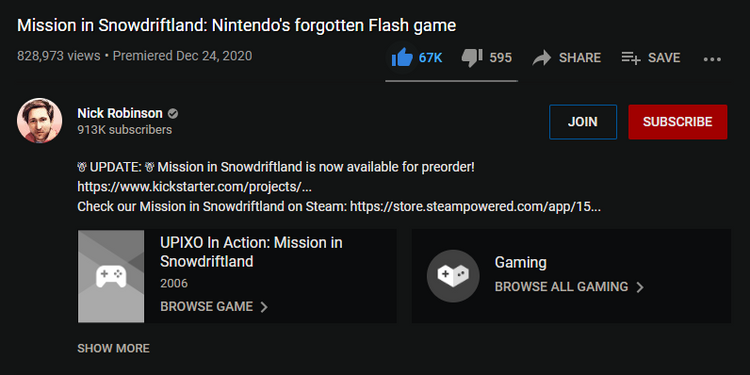 Mission in Snowdriftland: Nintendo's forgotten Flash game
828,973 views • Premiered Dec 24, 2020
67K
595
SHARE
SAVE
Nick Robinson
913K subscribers
JOIN
SUBSCRIBE
UPDATE: Mission in Snowdriftland is now available for preorder!
https://www.kickstarter.com/projects/...
Check our Mission in Snowdriftland on Steam: https://store.steampowered.com/app/15...
UPIXO In Action: Mission in
Snowdriftland
2006
BROWSE GAME
Gaming
BROWSE ALL GAMING
SHOW MORE